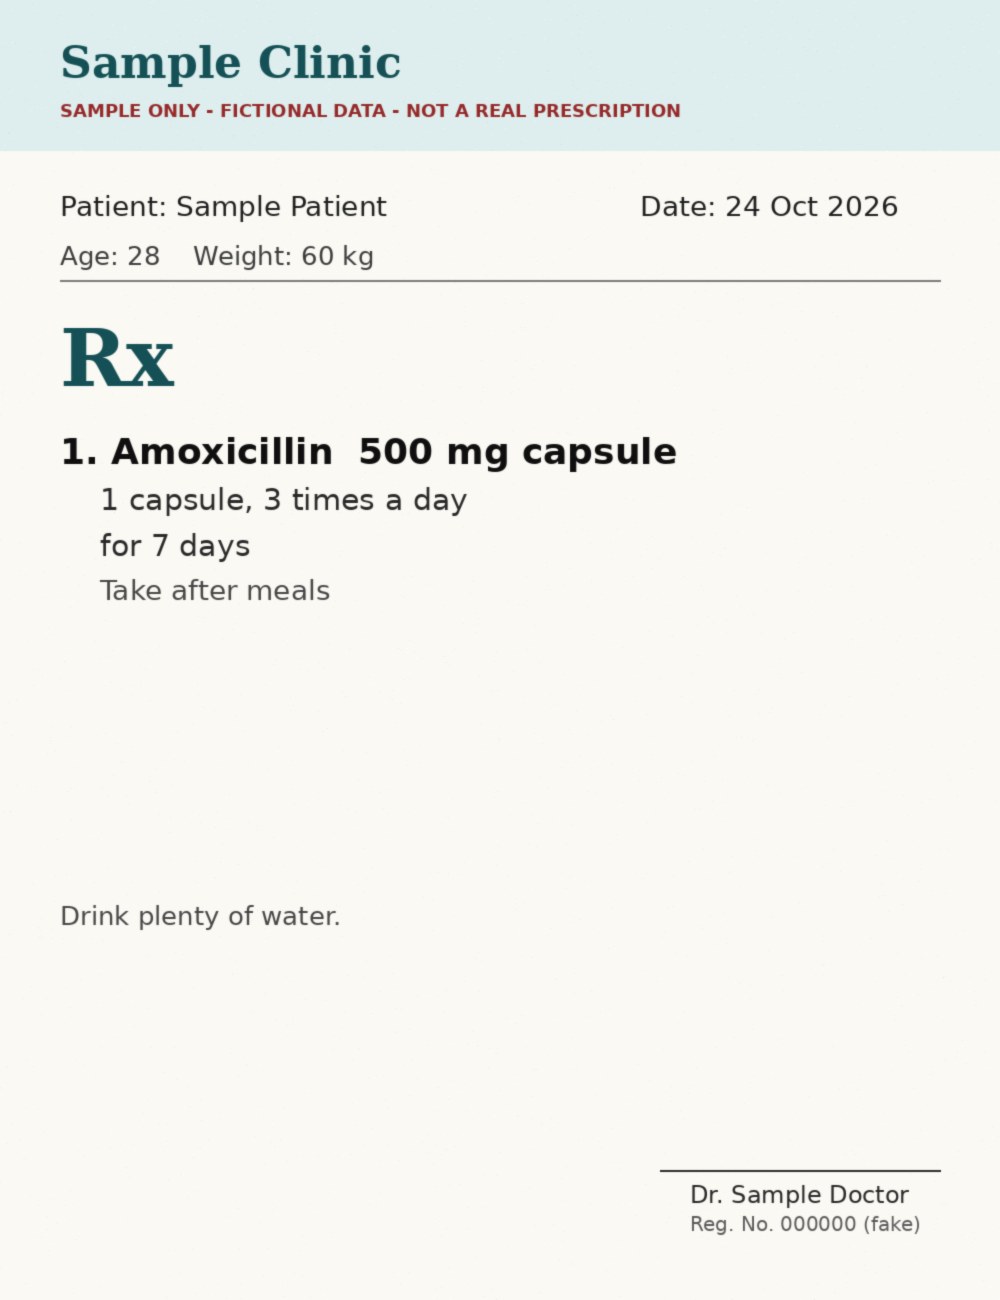 Sample Clinic
SAMPLE ONLY - FICTIONAL DATA - NOT A REAL PRESCRIPTION
Patient: Sample Patient Date: 24 Oct 2026
Age: 28 Weight: 60 kg
Rx
1. Amoxicillin 500 mg capsule
1 capsule, 3 times a day
for 7 days
Take after meals
Drink plenty of water.
Dr. Sample Doctor
Reg. No. 000000 (fake)